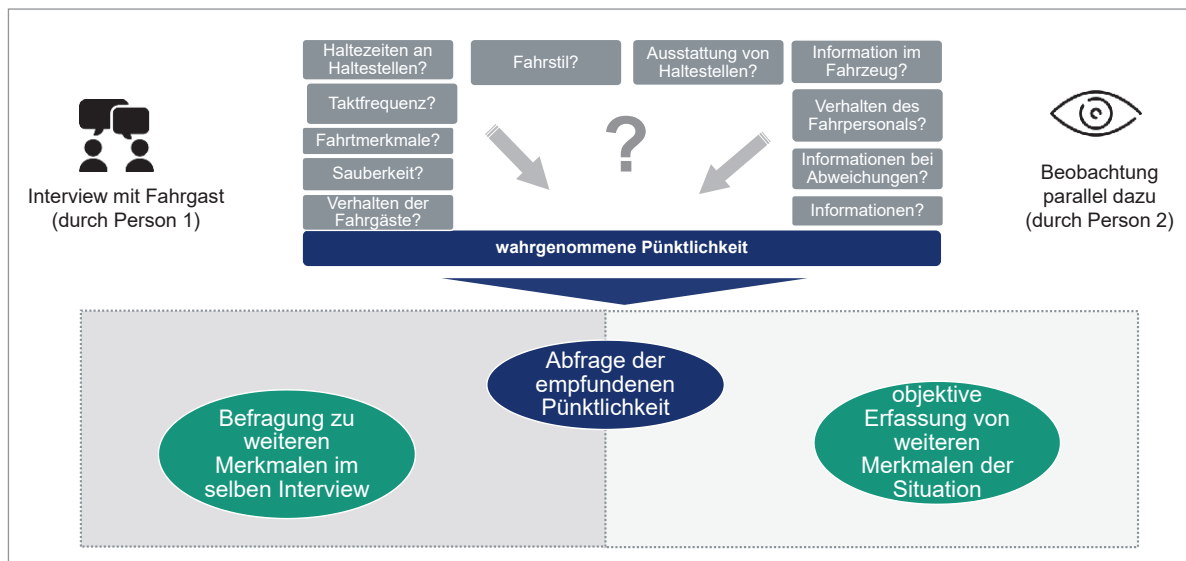 Haltezeiten an
Haltestellen?
Fahrstil?
Ausstattung von
Haltestellen?
Information im
Fahrzeug?
Taktfrequenz?
Verhalten des
Fahrpersonals?
?
Fahrtmerkmale?
Sauberkeit?
Informationen bei
Abweichungen?
Verhalten der
Fahrgäste?
Informationen?
Interview mit Fahrgast
(durch Person 1)
Beobachtung
parallel dazu
(durch Person 2)
wahrgenommene Pünktlichkeit
Abfrage der
empfundenen
Pünktlichkeit
Befragung zu
weiteren
Merkmalen im
selben Interview
objektive
Erfassung von
weiteren
Merkmalen der
Situation